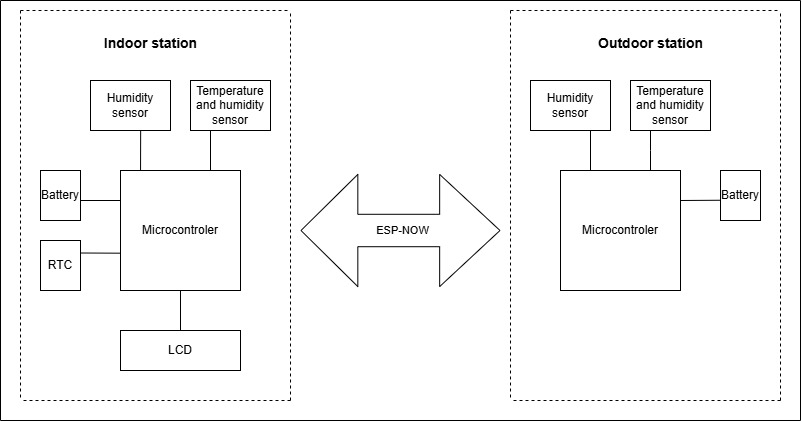 Indoor station
Outdoor station
Humidity
sensor
Temperature
and humidity
sensor
Humidity
sensor
Temperature
and humidity
sensor
Battery
Microcontroler
RTC
LCD
ESP-NOW
Microcontroler
Battery